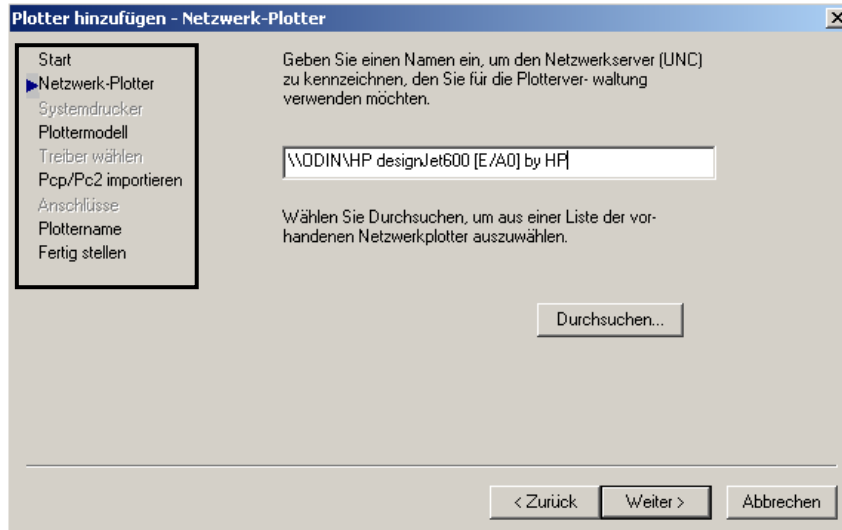 Plotter hinzufügen - Netzwerk-Plotter
Start
Netzwerk-Plotter
Systemdrucker
Plottermodell
Treiber wählen
Pcp/Pc2 importieren
Anschlüsse
Plottername
Fertig stellen
Geben Sie einen Namen ein, um den Netzwerkserver (UNC)
zu kennzeichnen, den Sie für die Plotterver- waltung
verwenden möchten.
\\ODIN\HP designJet600 [E/A0] by HP
Wählen Sie Durchsuchen, um aus einer Liste der vor-
handenen Netzwerkplotter auszuwählen.
Durchsuchen...
< Zurück
Weiter >
Abbrechen